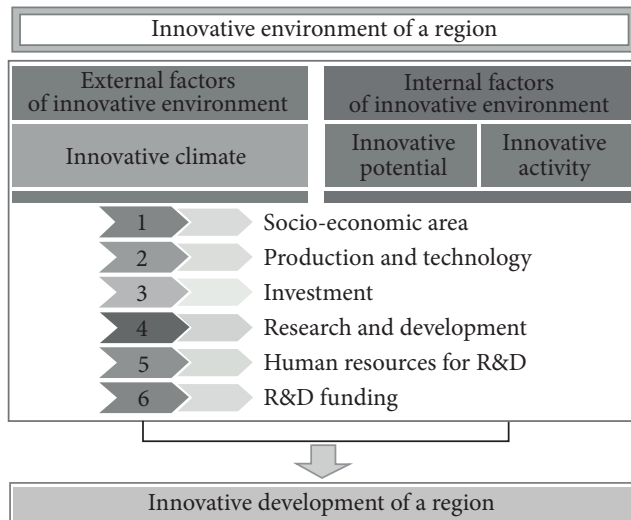 Innovative environment of a region
External factors
of innovative environment
Internal factors
of innovative environment
Innovative climate
Innovative
potential
Innovative
activity
1 Socio-economic area
2 Production and technology
3 Investment
4 Research and development
5 Human resources for R&D
6 R&D funding
Innovative development of a region